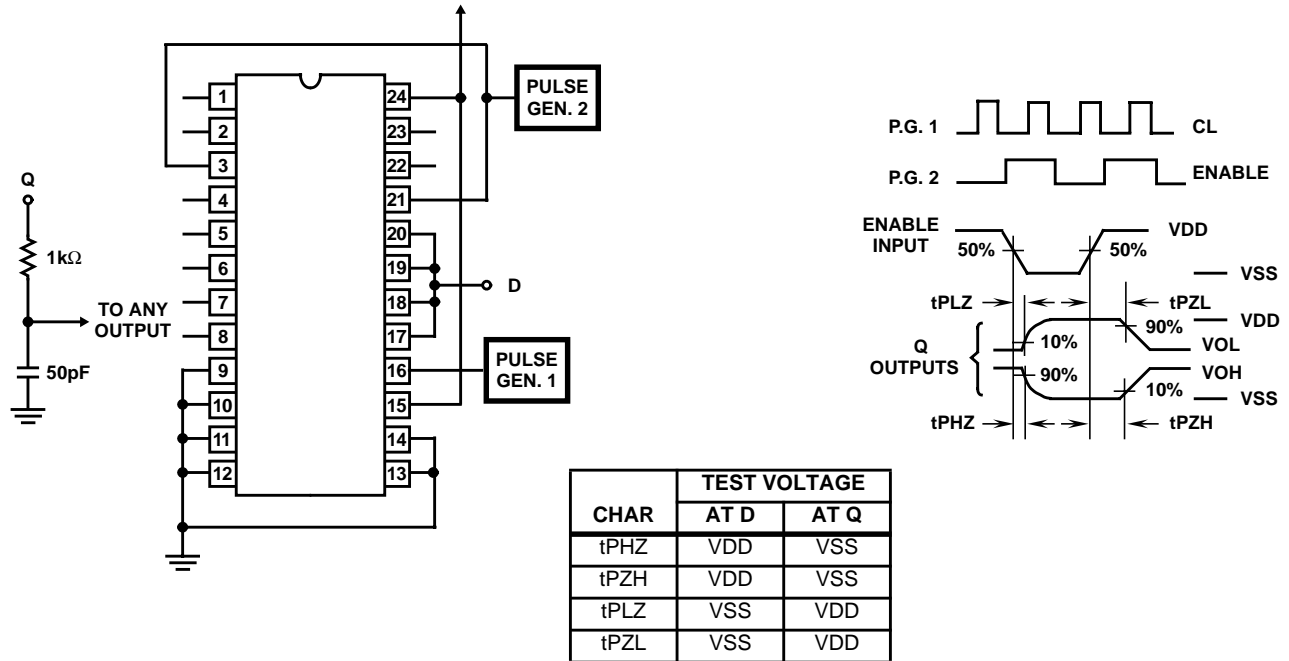 1
2
3
4
5
6
7
8
9
10
11
12
24
23
22
21
20
19
18
17
16
15
14
13
PULSE
GEN. 2
D
PULSE
GEN. 1
Q
1kΩ
TO ANY
OUTPUT
50pF
P.G. 1
CL
P.G. 2
ENABLE
ENABLE
INPUT
50%
50%
VDD
VSS
tPLZ
tPZL
Q
OUTPUTS
10%
90%
VDD
VOL
90%
10%
VOH
VSS
tPHZ
tPZH
TEST VOLTAGE
CHAR AT D AT Q
tPHZ VDD VSS
tPZH VDD VSS
tPLZ VSS VDD
tPZL VSS VDD